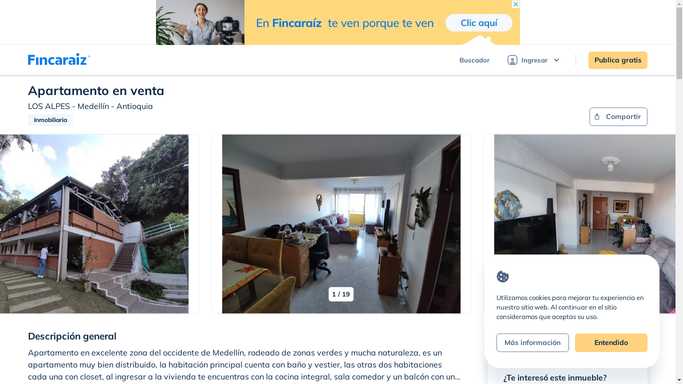 En Fincaraíz te ven porque te ven
Clic aquí
Fincaraiz
Buscador
Ingresar
Publica gratis
Apartamento en venta
LOS ALPES - Medellín - Antioquia
Inmobiliaria
Compartir
1 / 19
Utilizamos cookies para mejorar tu experiencia en
nuestro sitio web. Al continuar en el sitio
consideramos que aceptas su uso.
Más información
Entendido
Descripción general
Apartamento en excelente zona del occidente de Medellín, rodeado de zonas verdes y mucha naturaleza, es un
apartamento muy bien distribuido, la habitación principal cuenta con baño y vestier, las otras dos habitaciones
cada una con closet, al ingresar a la vivienda te encuentras con la cocina integral, sala comedor y un balcón con un...
¿Te interesó este inmueble?